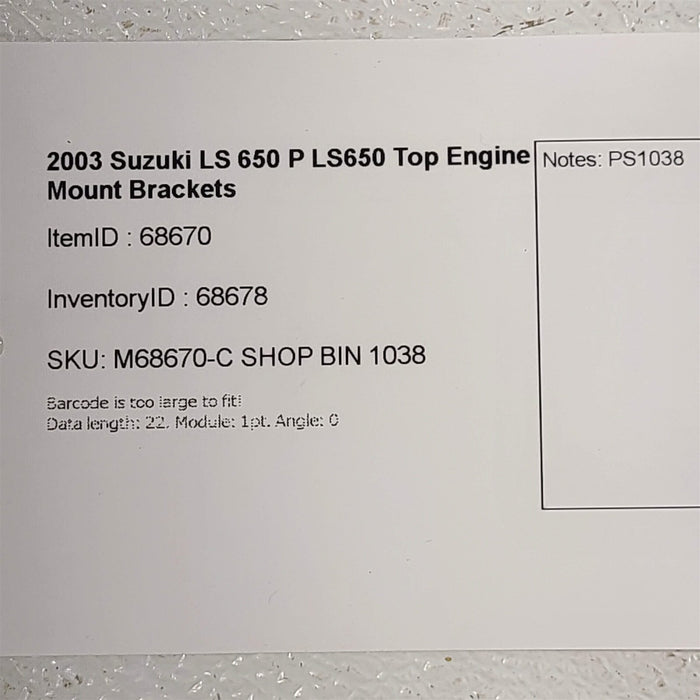 2003 Suzuki LS 650 P LS650 Top Engine
Mount Brackets
Notes: PS1038
ItemID : 68670
InventoryID : 68678
SKU: M68670-C SHOP BIN 1038
Barcode is too large to fit!
Data length: 22. Module: 1pt. Angle: 0